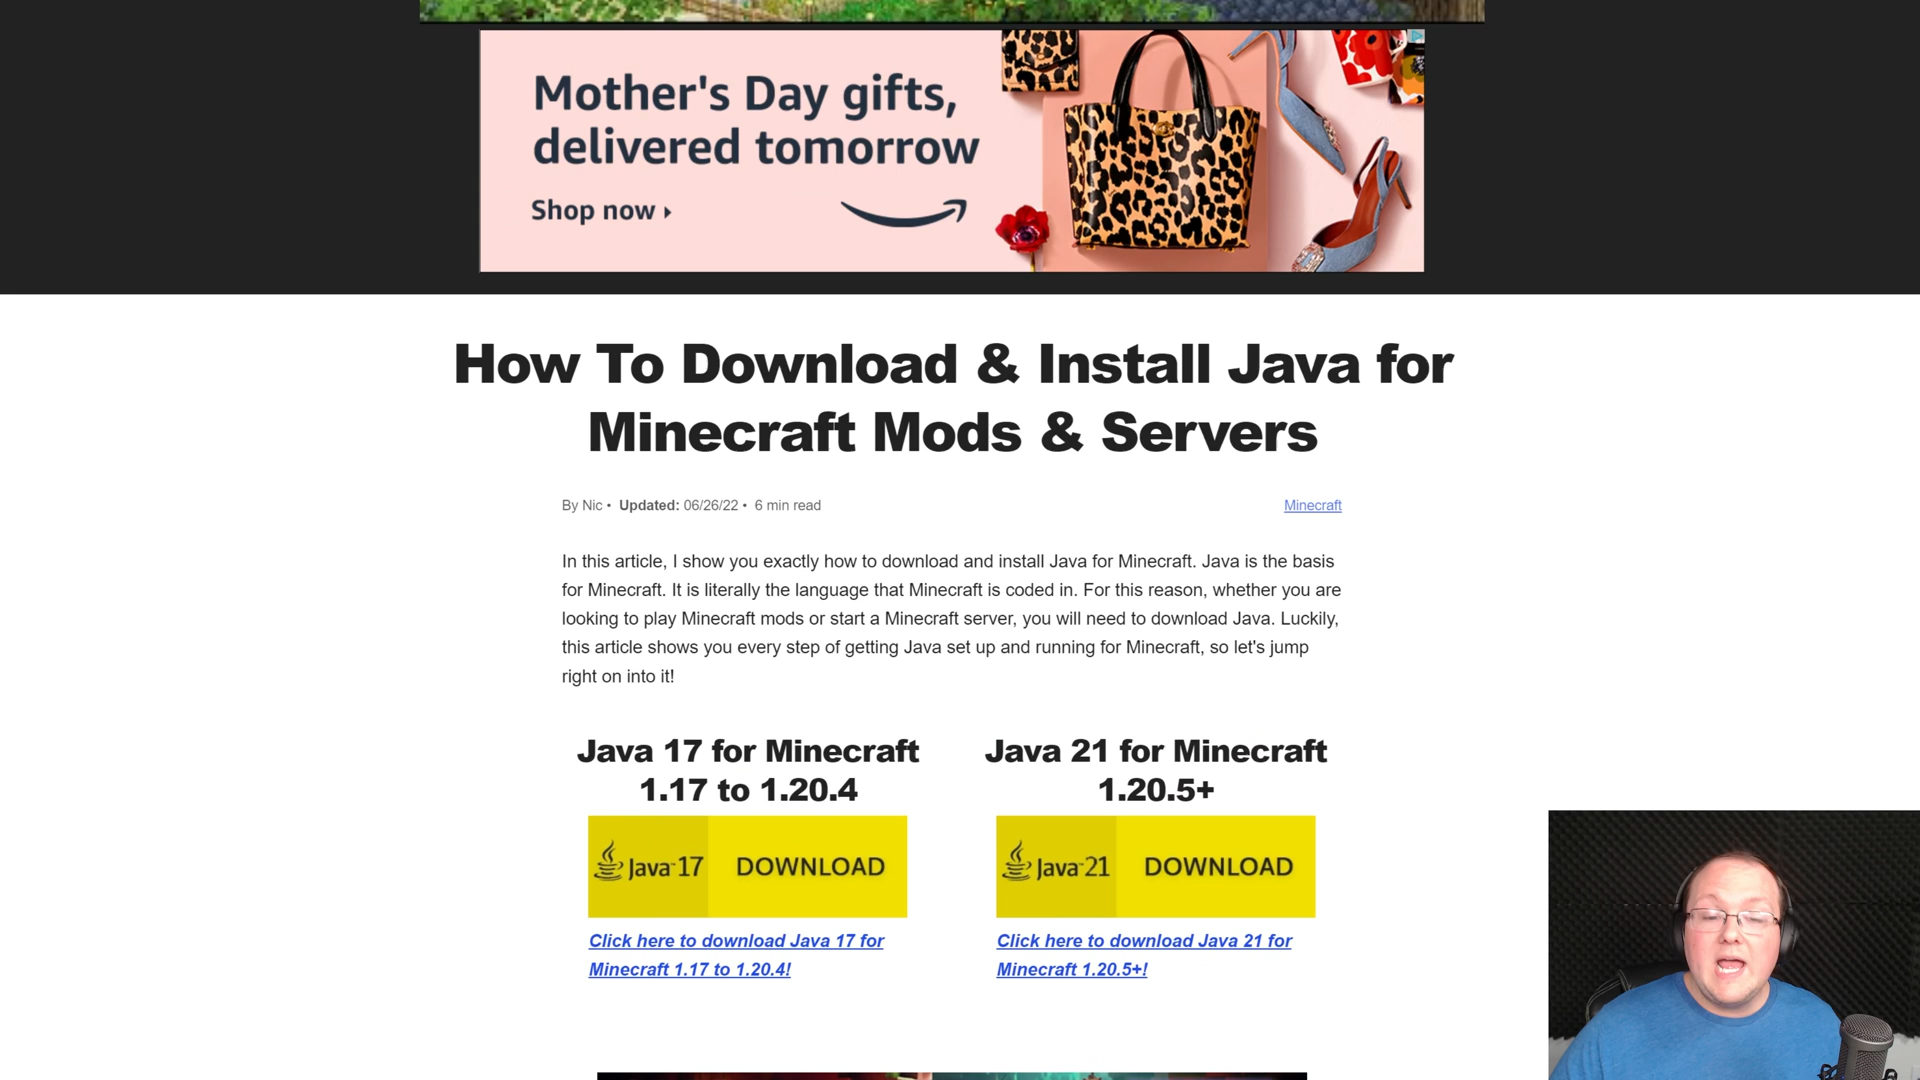 Mother's Day gifts,
delivered tomorrow
Shop now
How To Download & Install Java for
Minecraft Mods & Servers
By Nic • Updated: 06/26/22 • 6 min read
Minecraft
In this article, I show you exactly how to download and install Java for Minecraft. Java is the basis
for Minecraft. It is literally the language that Minecraft is coded in. For this reason, whether you are
looking to play Minecraft mods or start a Minecraft server, you will need to download Java. Luckily,
this article shows you every step of getting Java set up and running for Minecraft, so let's jump
right on into it!
Java 17 for Minecraft
1.17 to 1.20.4
Java™ 17 DOWNLOAD
Click here to download Java 17 for
Minecraft 1.17 to 1.20.4!
Java 21 for Minecraft
1.20.5+
Java™ 21 DOWNLOAD
Click here to download Java 21 for
Minecraft 1.20.5+!